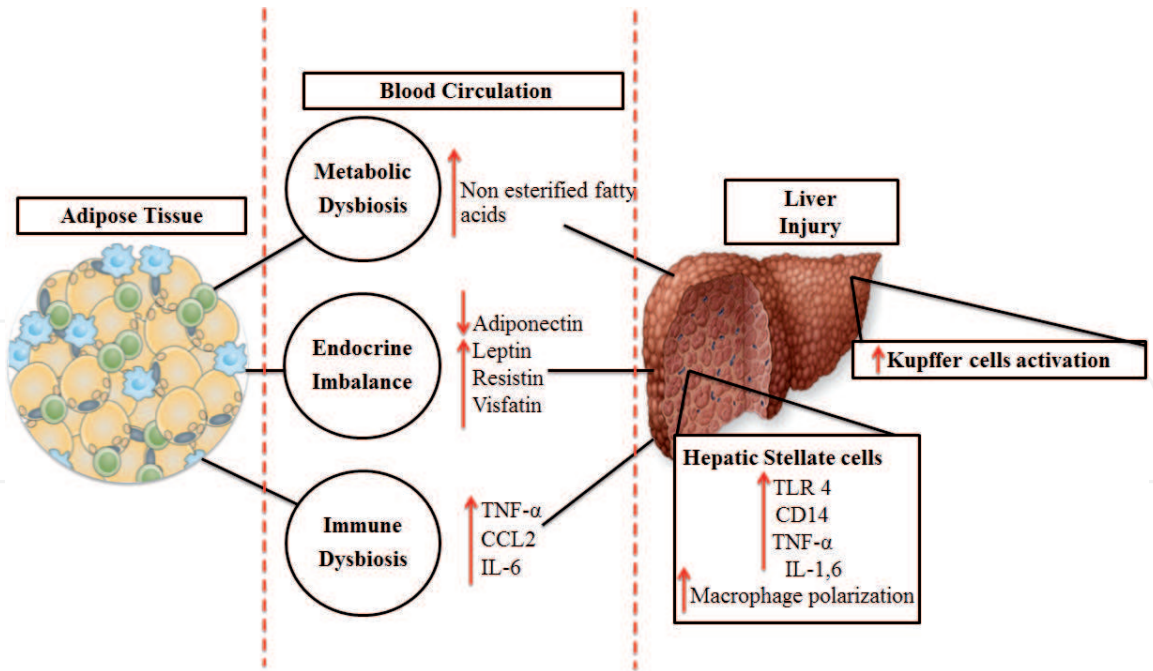 Blood Circulation
Metabolic
Dysbiosis
Non esterified fatty
acids
Adipose Tissue
Liver
Injury
Endocrine
Imbalance
Adiponectin
Leptin
Resistin
Visfatin
Kupffer cells activation
Immune
Dysbiosis
TNF-α
CCL2
IL-6
Hepatic Stellate cells
TLR 4
CD14
TNF-α
IL-1,6
Macrophage polarization